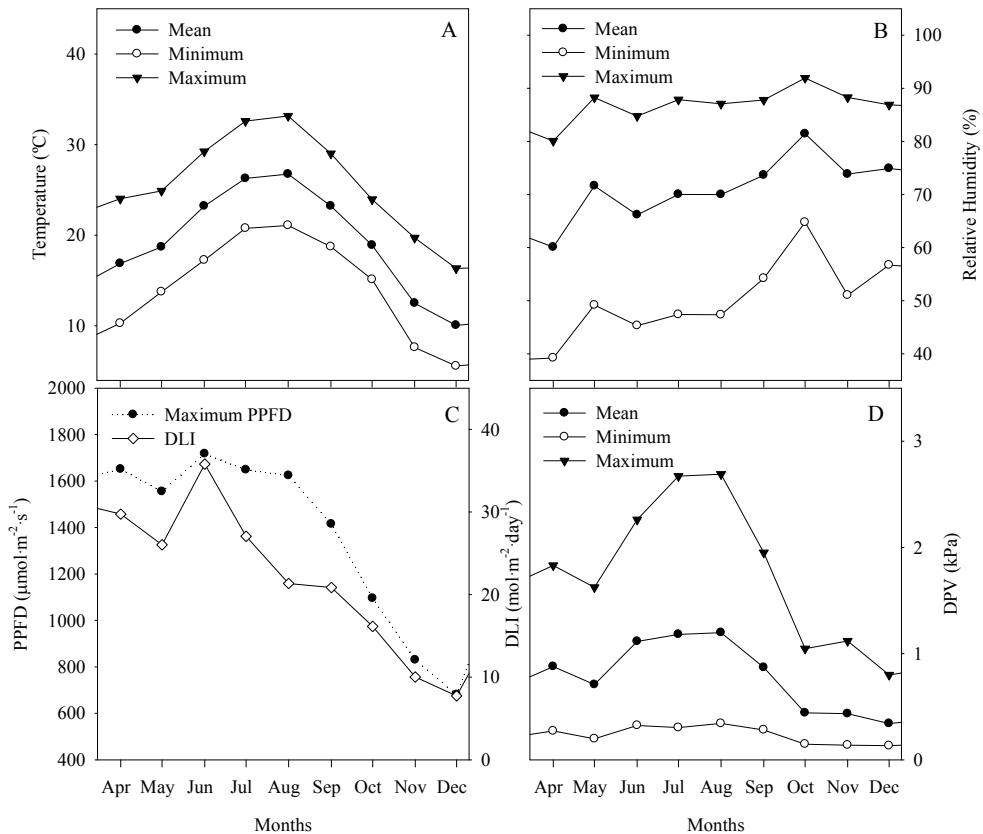 A
Mean
Minimum
Maximum
40
30
20
10
Temperature (ºC)
B
Mean
Minimum
Maximum
100
90
80
70
60
50
40
Relative Humidity (%)
C
Maximum PPFD
DLI
2000
1800
1600
1400
1200
1000
800
600
400
PPFD (μmol·m⁻²·s⁻¹)
40
30
20
10
0
DLI (mol·m⁻²·day⁻¹)
Apr May Jun Jul Aug Sep Oct Nov Dec
Months
D
Mean
Minimum
Maximum
3
2
1
0
DPV (kPa)
Apr May Jun Jul Aug Sep Oct Nov Dec
Months